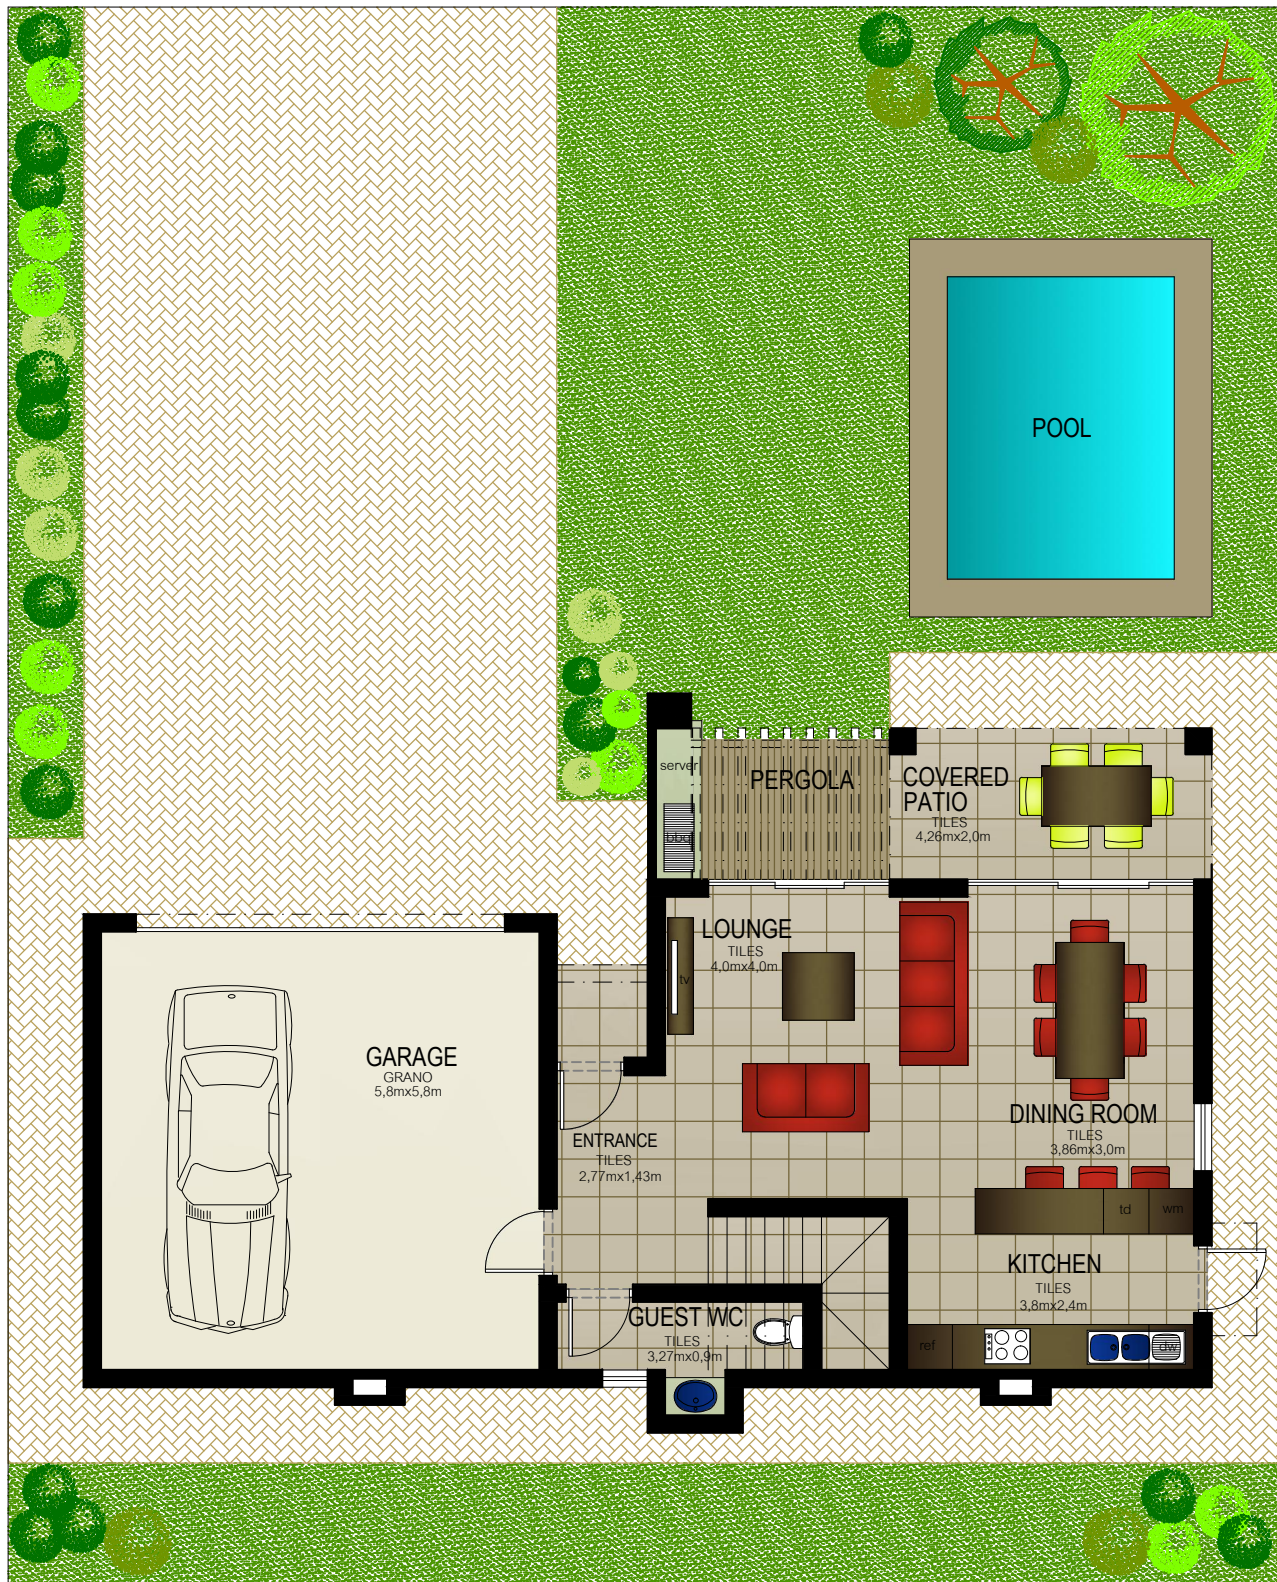 POOL
server
PERGOLA
COVERED
PATIO
TILES
4,26mx2,0m
bbq
LOUNGE
TILES
4,0mx4,0m
tv
GARAGE
GRANO
5,8mx5,8m
DINING ROOM
TILES
3,86mx3,0m
ENTRANCE
TILES
2,77mx1,43m
td
wm
KITCHEN
TILES
3,8mx2,4m
GUEST WC
TILES
3,27mx0,9m
ref
dw